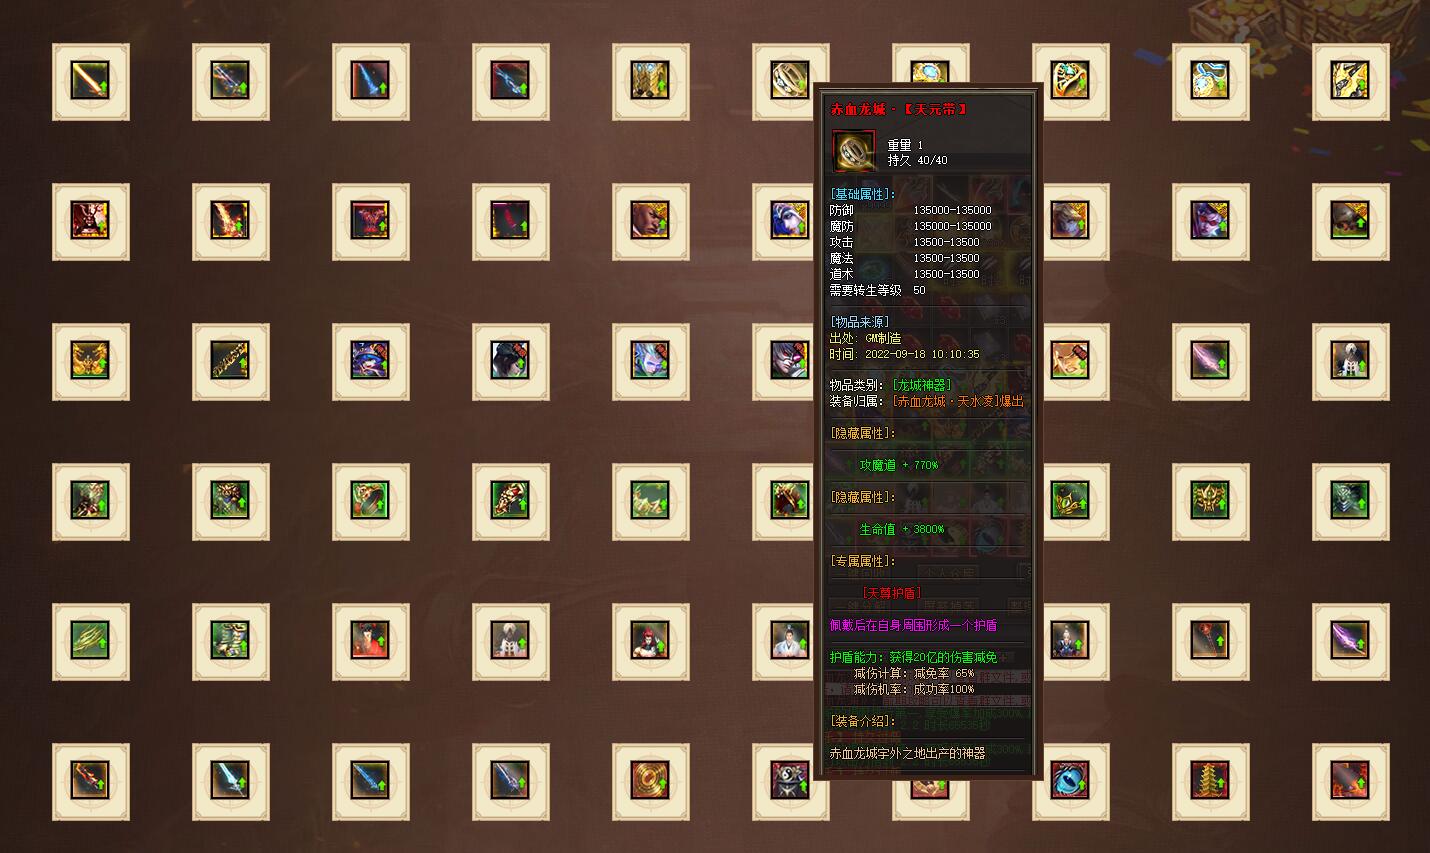 赤血龙城·【天元带】
重量 1
持久 40/40
[基础属性]:
防御 135000-135000
魔防 135000-135000
攻击 13500-13500
魔法 13500-13500
道术 13500-13500
需要转生等级 50
[物品来源]
出处: GM制造
时间: 2022-09-18 10:10:35
物品类别: [龙城神器]
装备归属: [赤血龙城·天水凌]爆出
[隐藏属性]:
攻魔道 + 770%
[隐藏属性]:
生命值 + 3800%
[专属属性]:
[天尊护盾]
佩戴后在自身周围形成一个护盾
护盾能力: 获得20亿的伤害减免
减伤计算: 减免率 65%
减伤机率: 成功率100%
[装备介绍]:
赤血龙城宇外之地出产的神器